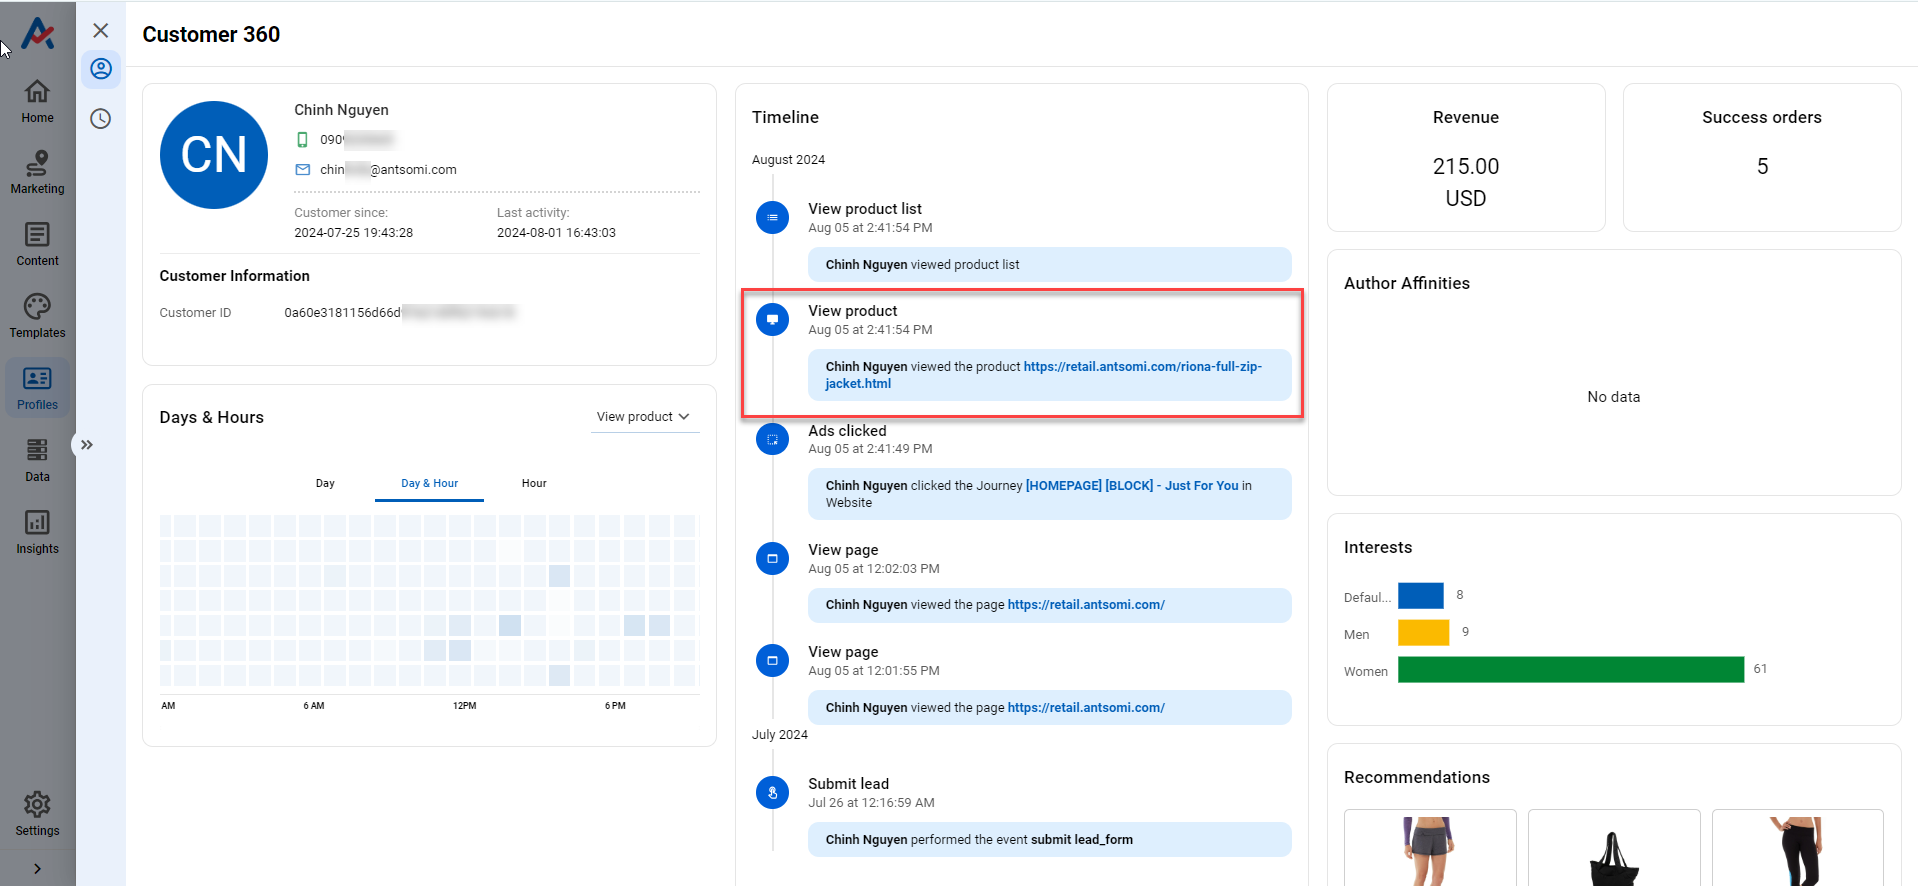 Customer 360
Home
Marketing
Content
Templates
Profiles
Data
Insights
Settings
CN
Chinh Nguyen
090
chin @antsomi.com
Customer since:
2024-07-25 19:43:28
Last activity:
2024-08-01 16:43:03
Customer Information
Customer ID
0a60e3181156d66d
Days & Hours
View product
Day
Day & Hour
Hour
AM
6 AM
12PM
6 PM
Timeline
August 2024
View product list
Aug 05 at 2:41:54 PM
Chinh Nguyen viewed product list
View product
Aug 05 at 2:41:54 PM
Chinh Nguyen viewed the product https://retail.antsomi.com/riona-full-zip-
jacket.html
Ads clicked
Aug 05 at 2:41:49 PM
Chinh Nguyen clicked the Journey [HOMEPAGE] [BLOCK] - Just For You in
Website
View page
Aug 05 at 12:02:03 PM
Chinh Nguyen viewed the page https://retail.antsomi.com/
View page
Aug 05 at 12:01:55 PM
Chinh Nguyen viewed the page https://retail.antsomi.com/
July 2024
Submit lead
Jul 26 at 12:16:59 AM
Chinh Nguyen performed the event submit lead_form
Revenue
215.00
USD
Success orders
5
Author Affinities
No data
Interests
Defaul... 8
Men 9
Women 61
Recommendations